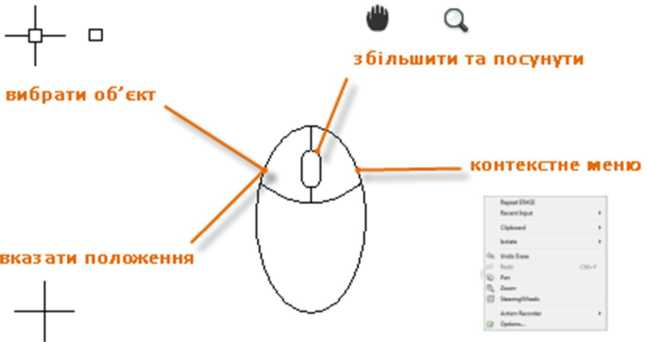 збільшити та посунути
вибрати об’єкт
контекстне меню
вказати положення
Repeat ERASE
Recent Input
Clipboard
Isolate
Undo Erase
Redo
Pan
Zoom
SteeringWheels
Action Recorder
Options...